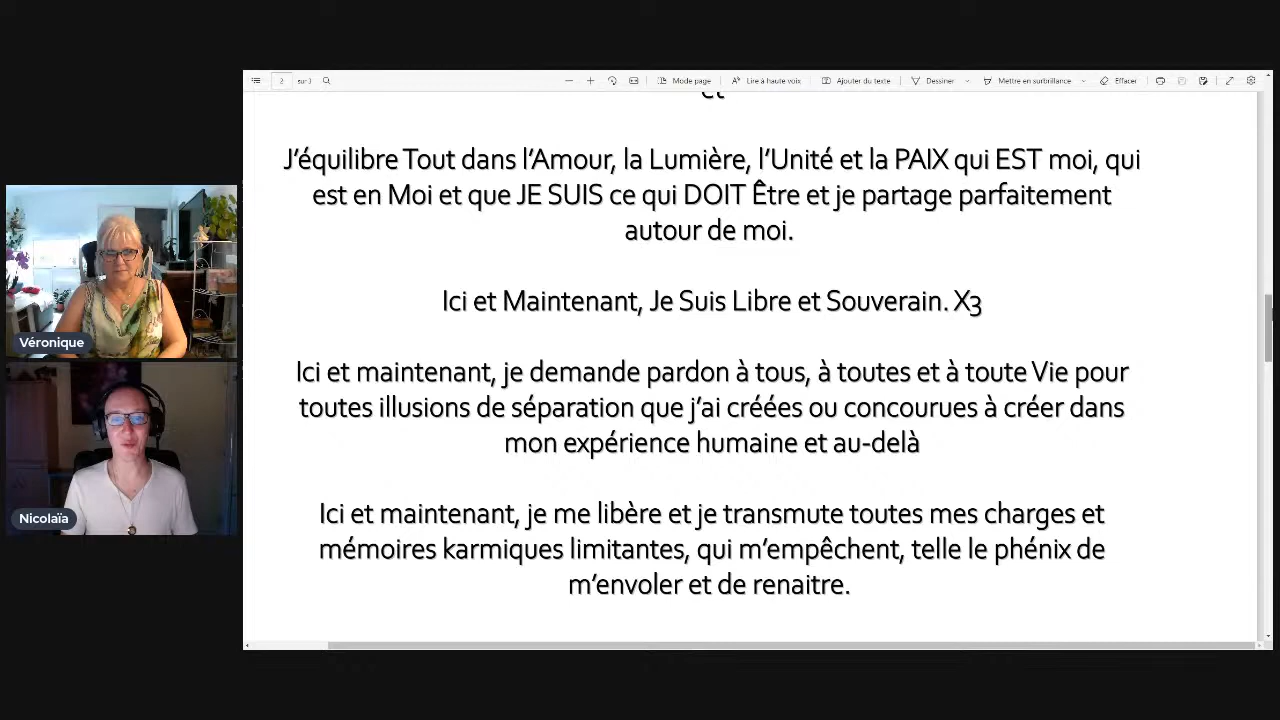 2 sur 3 Mode page Lire à haute voix Ajouter du texte Dessiner Mettre en surbrillance Effacer
et
J'équilibre Tout dans l'Amour, la Lumière, l'Unité et la PAIX qui EST moi, qui
est en Moi et que JE SUIS ce qui DOIT Être et je partage parfaitement
autour de moi.
Ici et Maintenant, Je Suis Libre et Souverain. X3
Ici et maintenant, je demande pardon à tous, à toutes et à toute Vie pour
toutes illusions de séparation que j'ai créées ou concourues à créer dans
mon expérience humaine et au-delà
Ici et maintenant, je me libère et je transmute toutes mes charges et
mémoires karmiques limitantes, qui m'empêchent, telle le phénix de
m'envoler et de renaitre.
Véronique
Nicolaïa